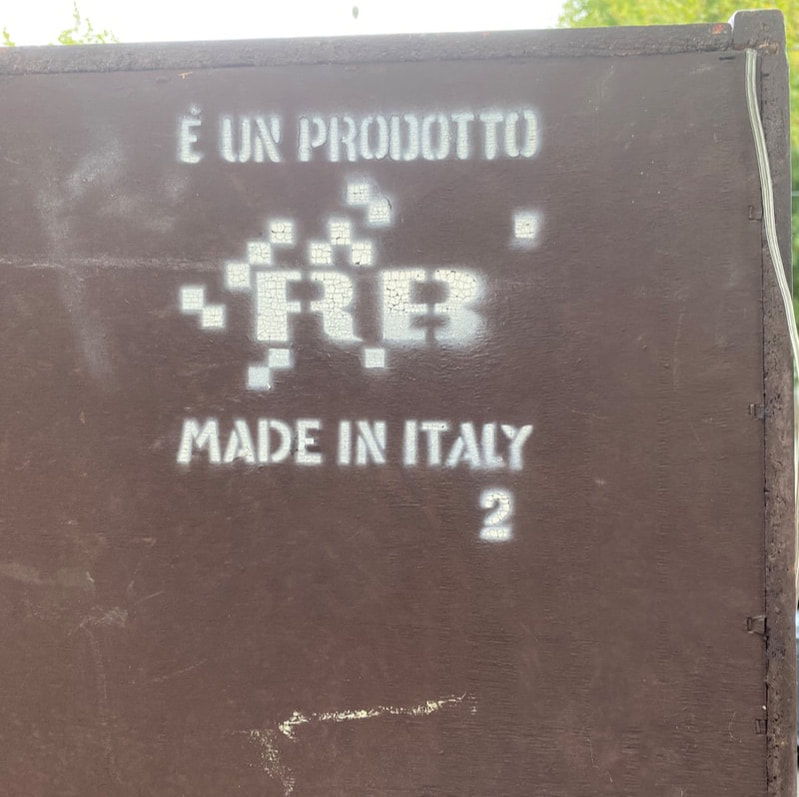 È UN PRODOTTO
RB
MADE IN ITALY
2